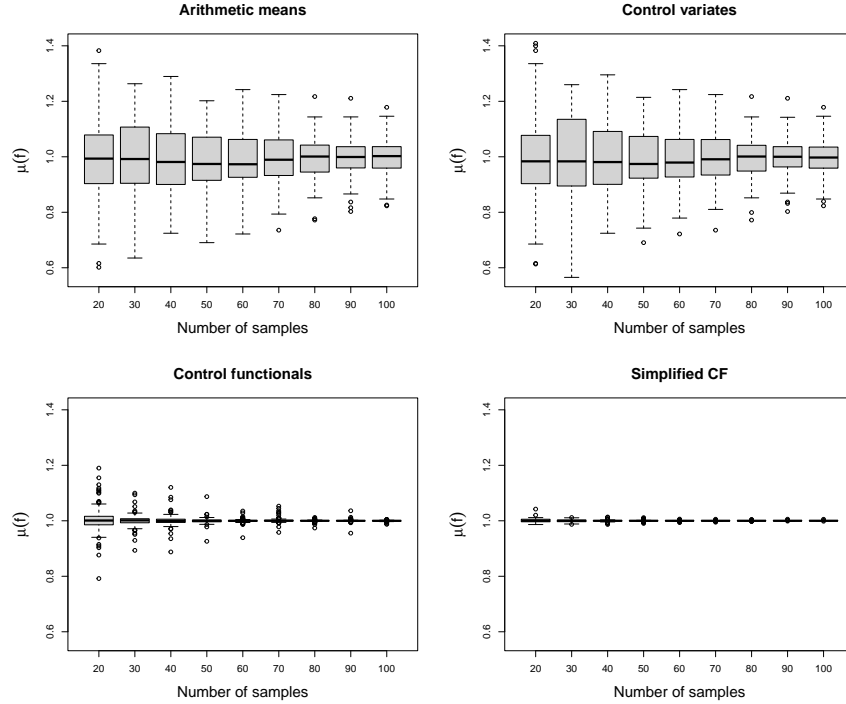 Arithmetic means
μ(f)
1.4
1.2
1.0
0.8
0.6
20 30 40 50 60 70 80 90 100
Number of samples
Control variates
μ(f)
1.4
1.2
1.0
0.8
0.6
20 30 40 50 60 70 80 90 100
Number of samples
Control functionals
μ(f)
1.4
1.2
1.0
0.8
0.6
20 30 40 50 60 70 80 90 100
Number of samples
Simplified CF
μ(f)
1.4
1.2
1.0
0.8
0.6
20 30 40 50 60 70 80 90 100
Number of samples